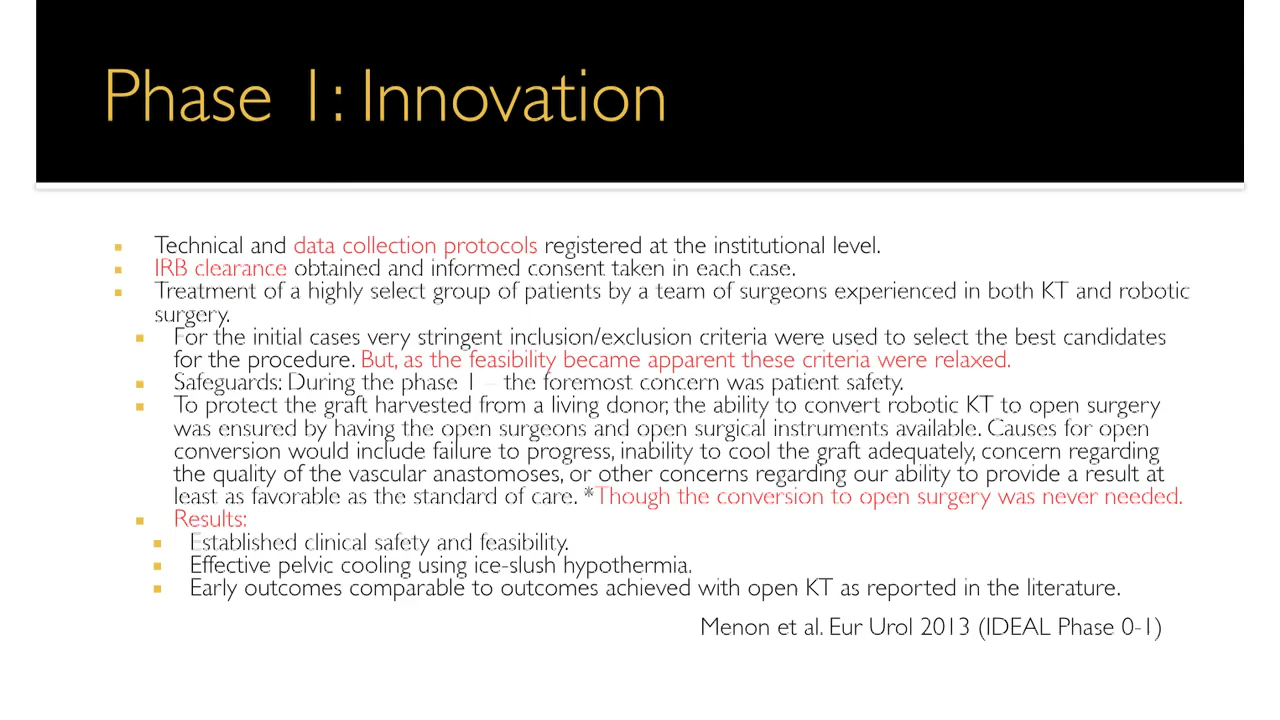 Phase 1: Innovation
Technical and data collection protocols registered at the institutional level.
IRB clearance obtained and informed consent taken in each case.
Treatment of a highly select group of patients by a team of surgeons experienced in both KT and robotic
surgery.
For the initial cases very stringent inclusion/exclusion criteria were used to select the best candidates
for the procedure. But, as the feasibility became apparent these criteria were relaxed.
Safeguards: During the phase 1 – the foremost concern was patient safety.
To protect the graft harvested from a living donor, the ability to convert robotic KT to open surgery
was ensured by having the open surgeons and open surgical instruments available. Causes for open
conversion would include failure to progress, inability to cool the graft adequately, concern regarding
the quality of the vascular anastomoses, or other concerns regarding our ability to provide a result at
least as favorable as the standard of care. *Though the conversion to open surgery was never needed.
Results:
Established clinical safety and feasibility.
Effective pelvic cooling using ice-slush hypothermia.
Early outcomes comparable to outcomes achieved with open KT as reported in the literature.
Menon et al. Eur Urol 2013 (IDEAL Phase 0-1)